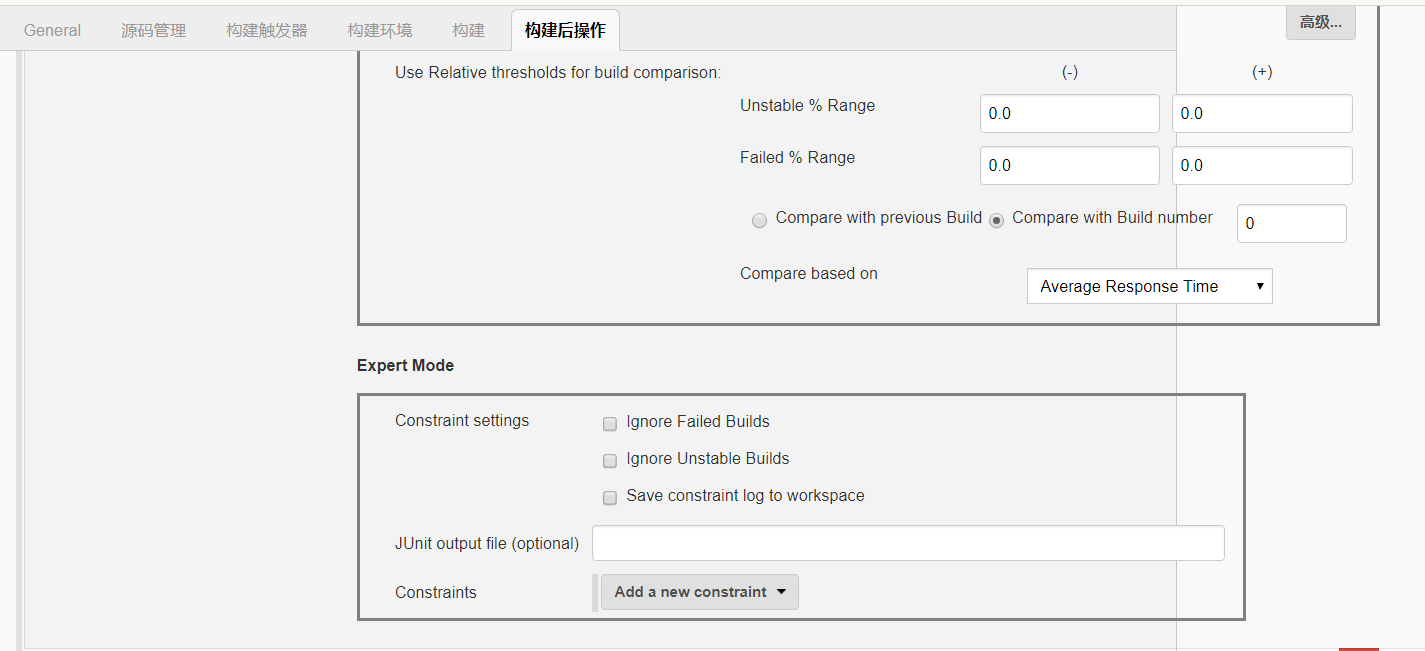 General 源码管理 构建触发器 构建环境 构建 构建后操作 高级...
Use Relative thresholds for build comparison: (-) (+)
Unstable % Range 0.0 0.0
Failed % Range 0.0 0.0
Compare with previous Build Compare with Build number 0
Compare based on Average Response Time
Expert Mode
Constraint settings Ignore Failed Builds
Ignore Unstable Builds
Save constraint log to workspace
JUnit output file (optional)
Constraints Add a new constraint